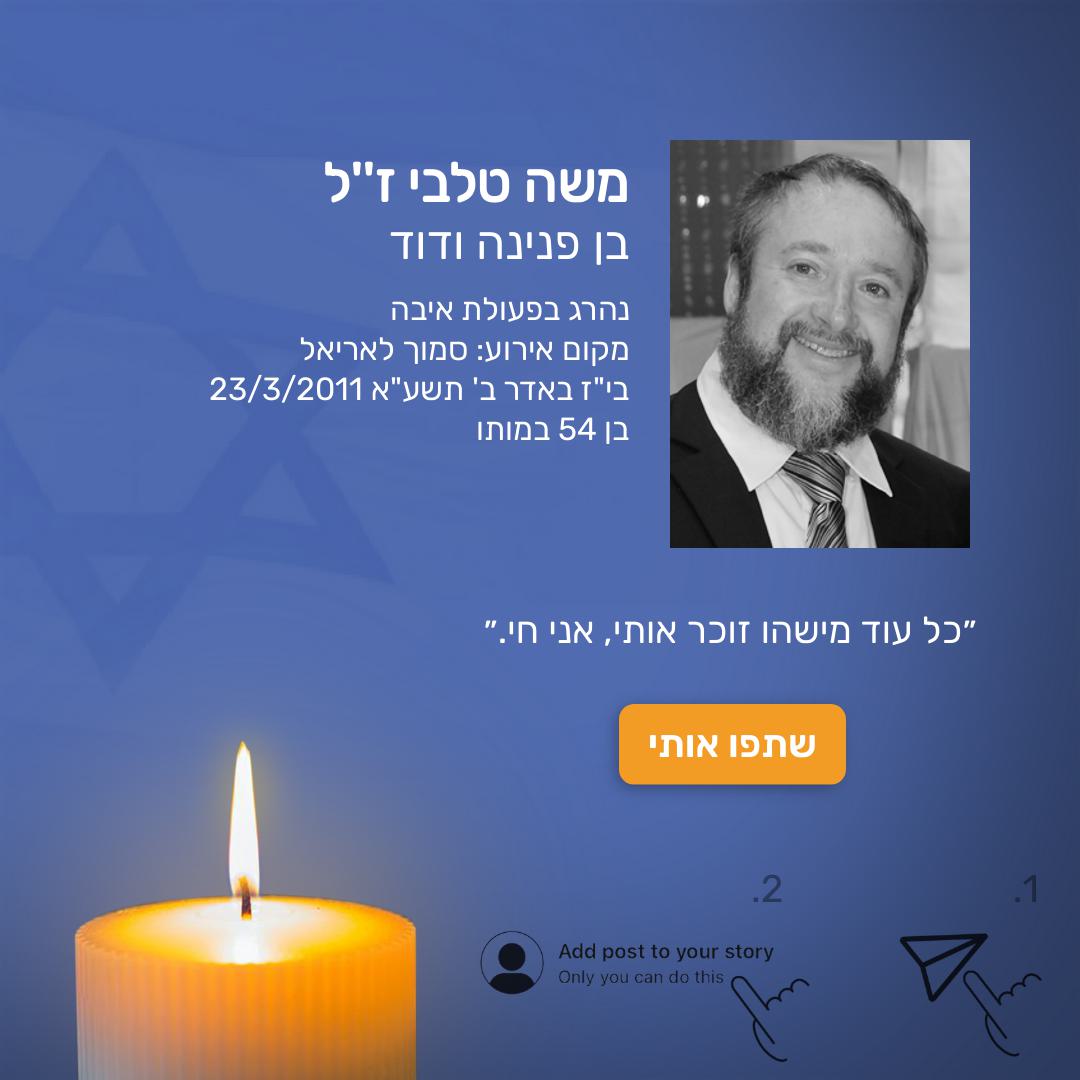 משה טלבי ז"ל
בן פנינה ודוד
נהרג בפעולת איבה
מקום אירוע: סמוך לאריאל
בי"ז באדר ב' תשע"א 23/3/2011
בן 54 במותו
״כל עוד מישהו זוכר אותי, אני חי.״
שתפו אותי
1.
2.
Add post to your story
Only you can do this